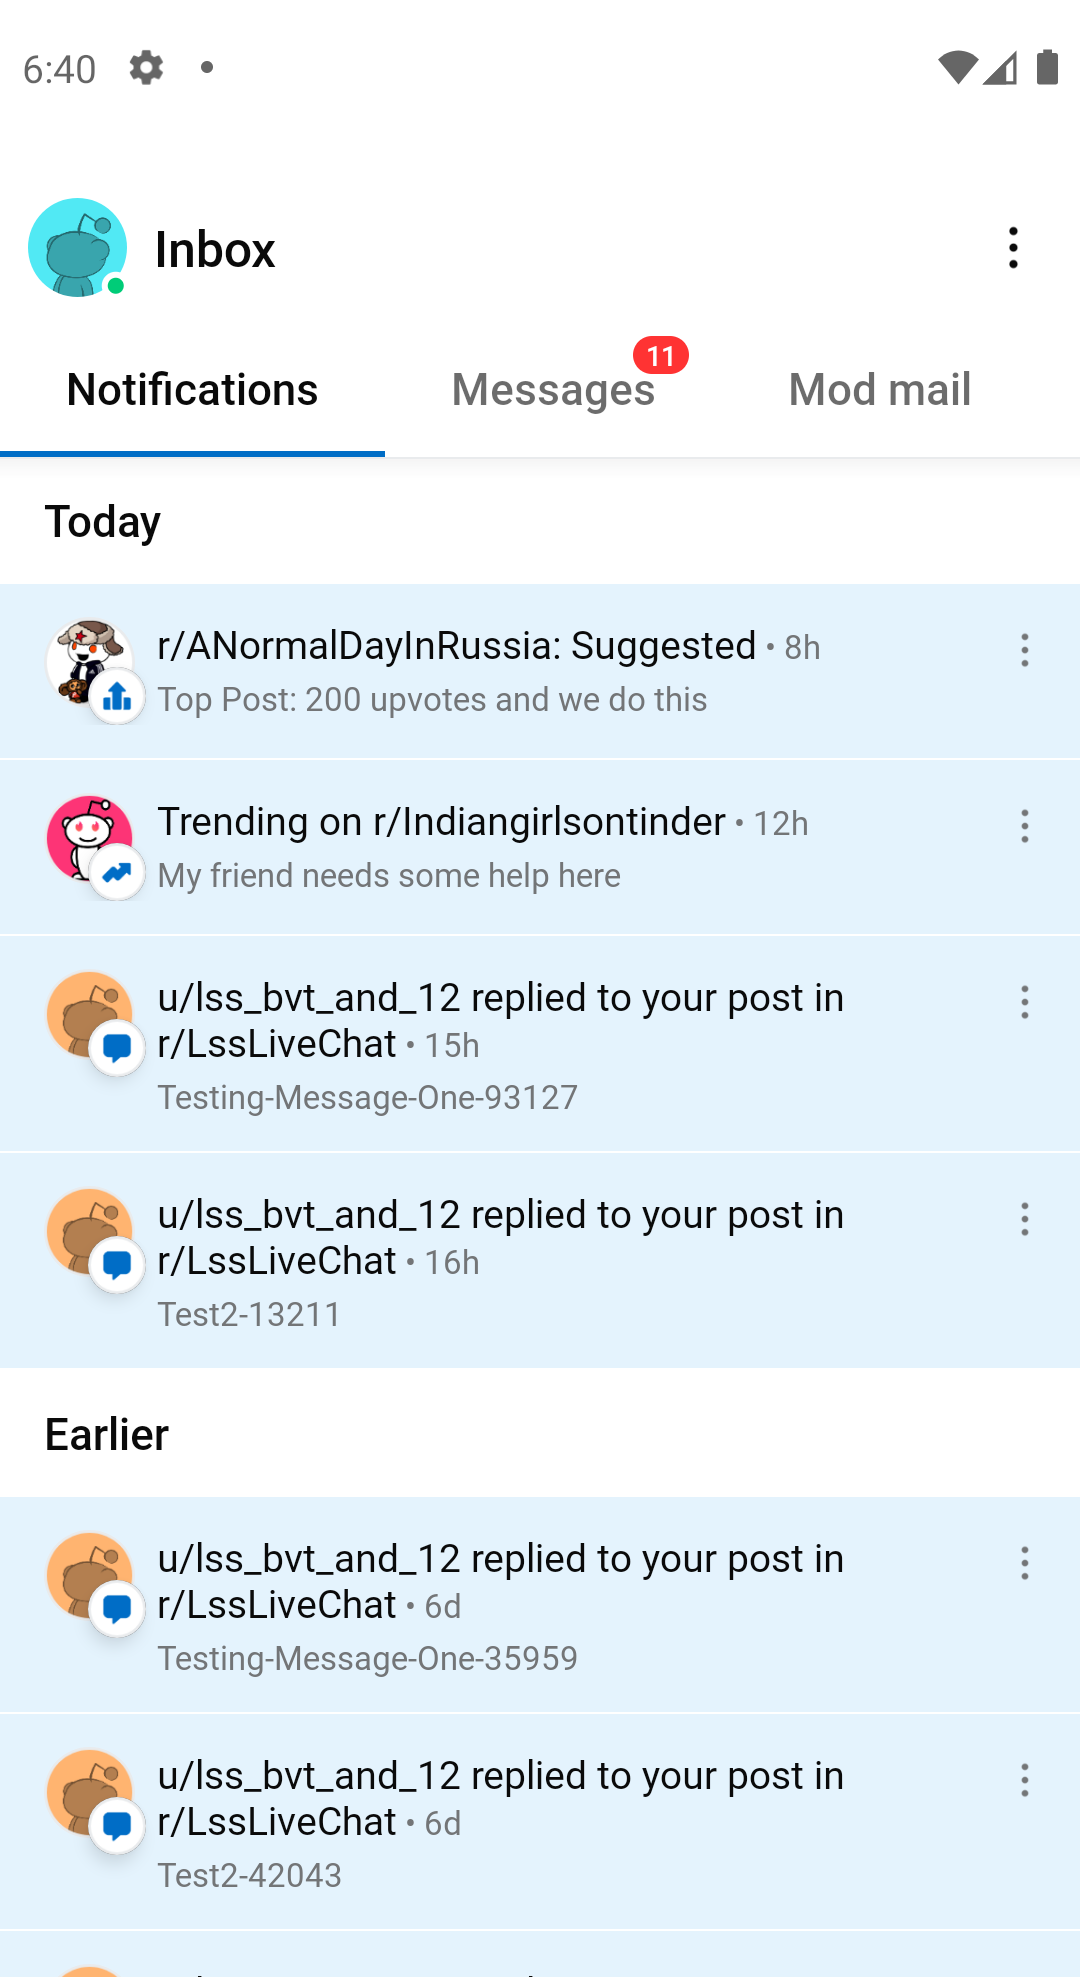 6:40
Inbox
Notifications
Messages
11
Mod mail
Today
r/ANormalDayInRussia: Suggested • 8h
Top Post: 200 upvotes and we do this
Trending on r/Indiangirlsontinder • 12h
My friend needs some help here
u/lss_bvt_and_12 replied to your post in
r/LssLiveChat • 15h
Testing-Message-One-93127
u/lss_bvt_and_12 replied to your post in
r/LssLiveChat • 16h
Test2-13211
Earlier
u/lss_bvt_and_12 replied to your post in
r/LssLiveChat • 6d
Testing-Message-One-35959
u/lss_bvt_and_12 replied to your post in
r/LssLiveChat • 6d
Test2-42043